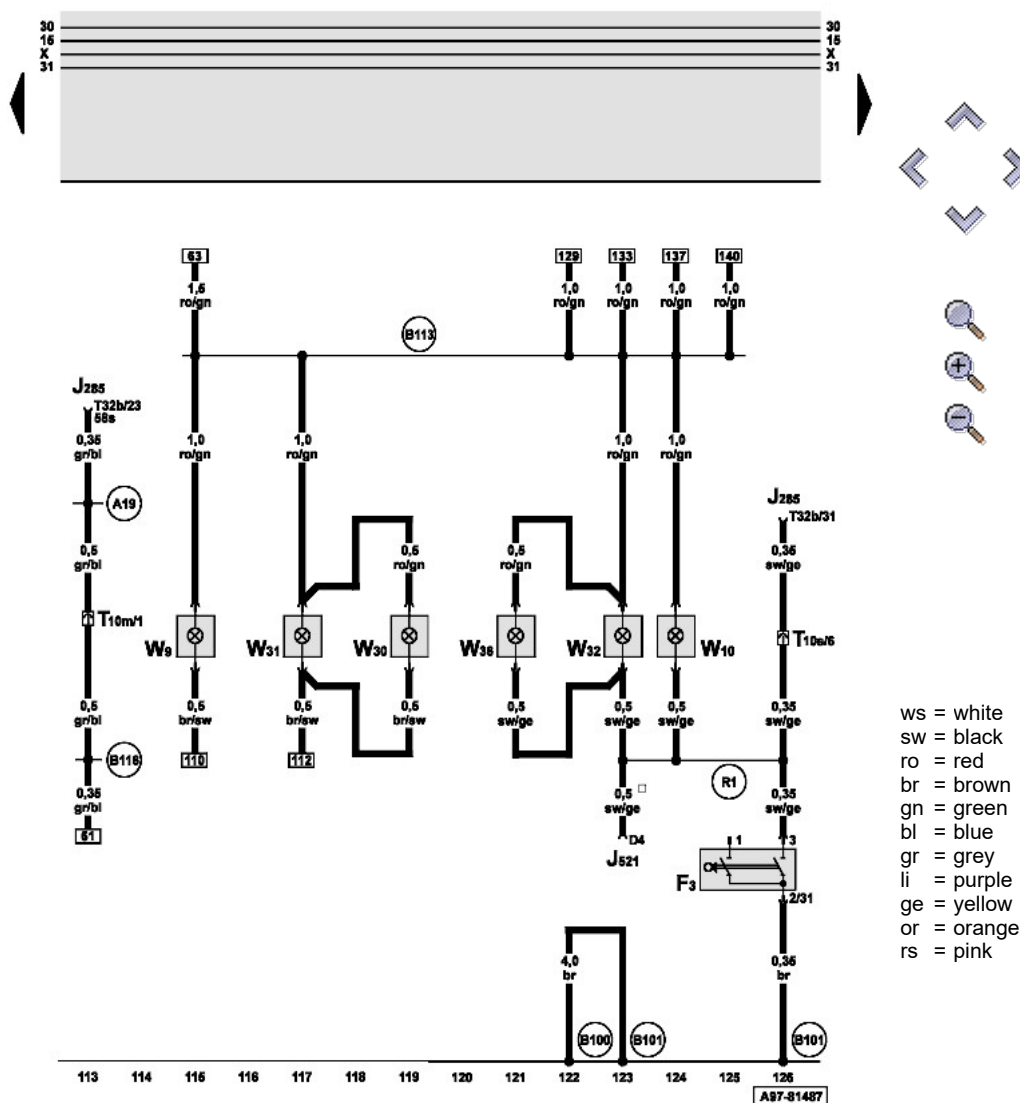 30 30
15 15
X X
31 31
63 129 133 137 140
1,5 ro/gn 1,0 ro/gn 1,0 ro/gn 1,0 ro/gn 1,0 ro/gn
B113
J285
T32b/23
58s
0,35 gr/bl 1,0 ro/gn 1,0 ro/gn 1,0 ro/gn 1,0 ro/gn
A19
J285
T32b/31
0,5 gr/bl 0,5 ro/gn 0,5 ro/gn 0,35 sw/ge
T10m/1
W9 W31 W30 W36 W32 W10
T10e/6
0,5 gr/bl 0,5 br/sw 0,5 br/sw 0,5 br/sw 0,5 sw/ge 0,5 sw/ge 0,5 sw/ge 0,35 sw/ge
B116 110 112
R1
0,35 gr/bl 0,5 sw/ge 0,35 sw/ge
61
D4
J521
1 3
F3
2/31
4,0 br 0,35 br
B100 B101 B101
113 114 115 116 117 118 119 120 121 122 123 124 125 126
A97-81487
ws = white
sw = black
ro = red
br = brown
gn = green
bl = blue
gr = grey
li = purple
ge = yellow
or = orange
rs = pink